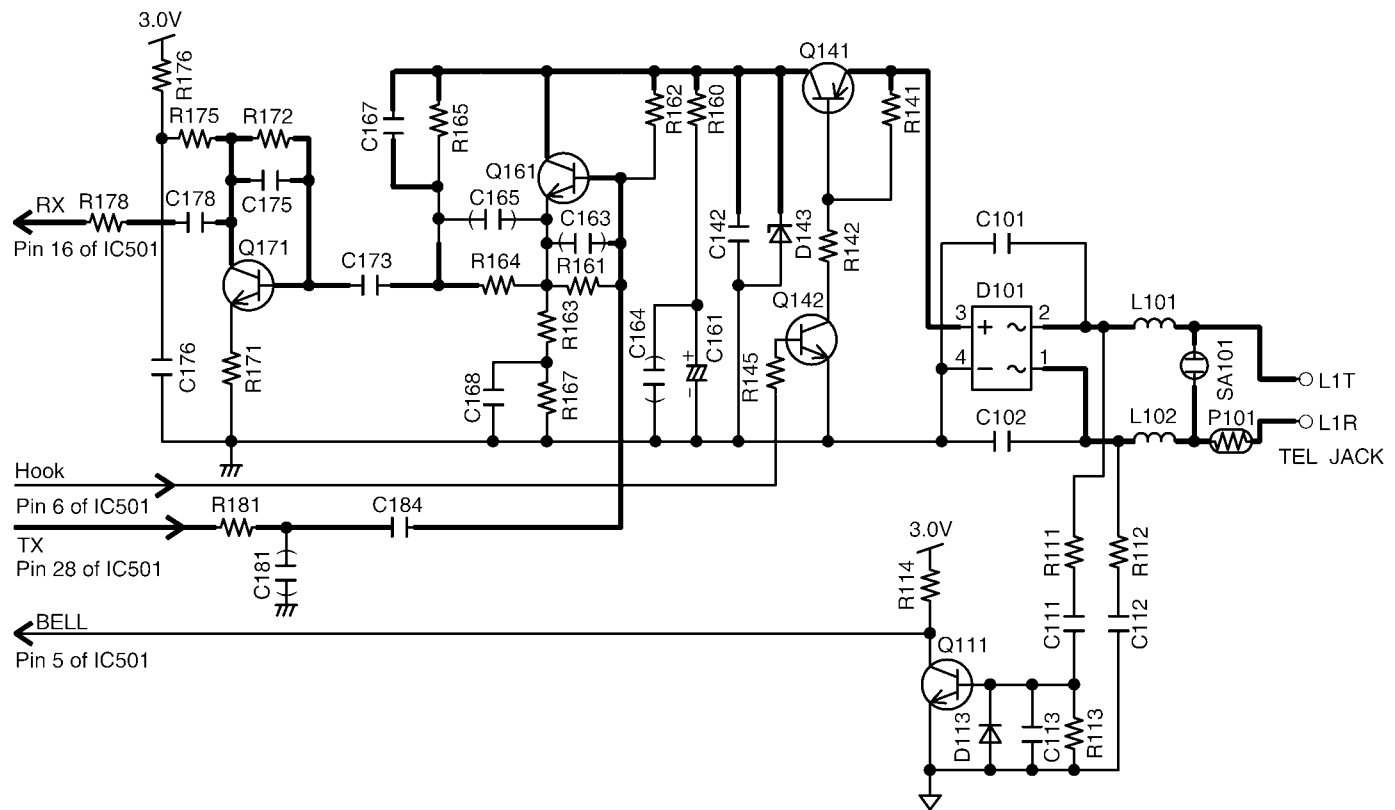 3.0V
R176
R175
R172
C167
R165
R162
R160
Q141
R141
RX
R178
C178
C175
Q161
C165
C163
C142
D143
R142
C101
Pin 16 of IC501
Q171
C173
R164
R161
Q142
D101
L101
3
+
~
2
4
−
~
1
SA101
L1T
C176
R171
C168
R163
R167
C164
+
−
C161
R145
C102
L102
P101
L1R
TEL JACK
Hook
Pin 6 of IC501
R181
C184
TX
Pin 28 of IC501
C181
3.0V
R114
R111
R112
C111
C112
BELL
Pin 5 of IC501
Q111
D113
C113
R113